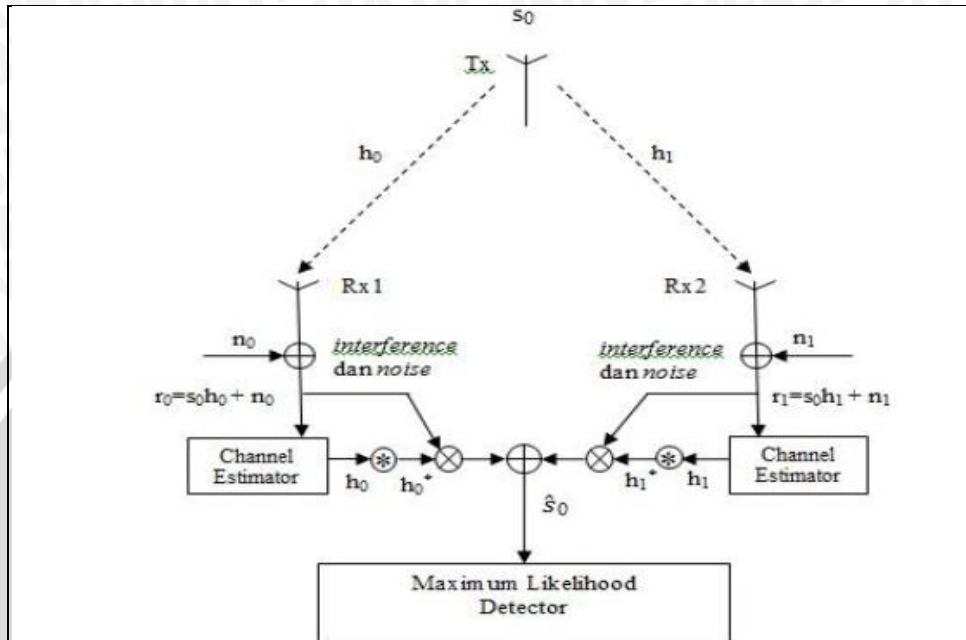 s₀
Tx
h₀ h₁
Rx 1 Rx 2
n₀ interference dan noise
interference dan noise n₁
r₀=s₀h₀ + n₀ r₁=s₀h₁ + n₁
Channel Estimator
h₀ * h₀* h₁* * h₁
Channel Estimator
ŝ₀
Maximum Likelihood
Detector